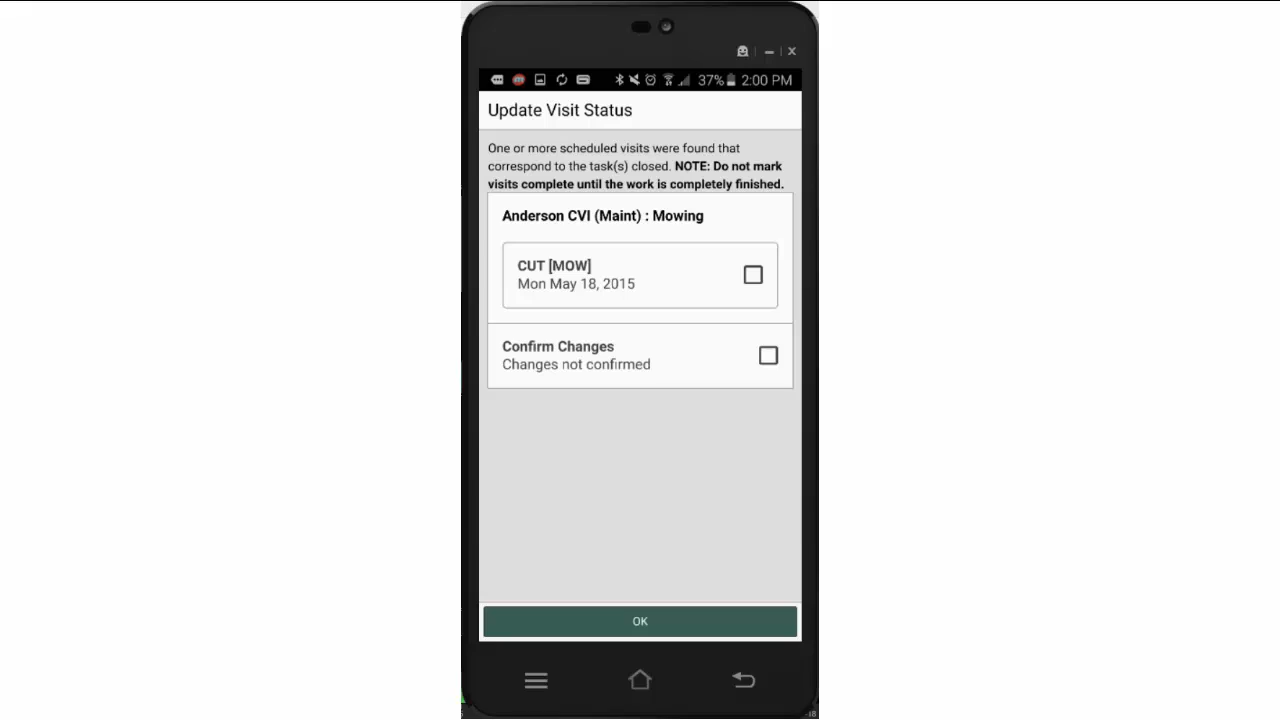 37% 2:00 PM
Update Visit Status
One or more scheduled visits were found that
correspond to the task(s) closed. NOTE: Do not mark
visits complete until the work is completely finished.
Anderson CVI (Maint) : Mowing
CUT [MOW]
Mon May 18, 2015
Confirm Changes
Changes not confirmed
OK